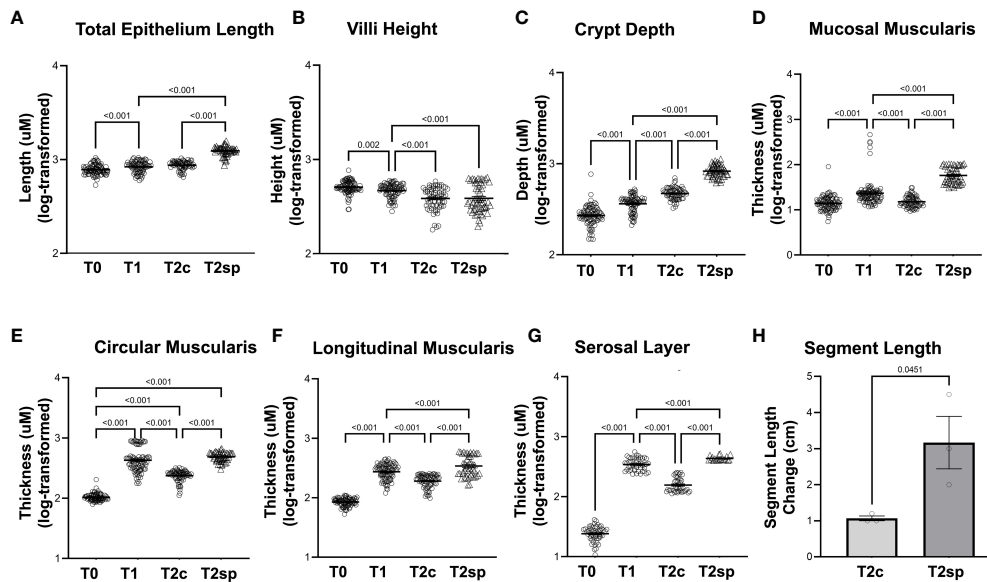 A
Total Epithelium Length
Length (uM)
(log-transformed)
4
3
2
<0.001
<0.001
<0.001
T0 T1 T2c T2sp
B
Villi Height
Height (uM)
(log-transformed)
4
3
2
<0.001
0.002
<0.001
T0 T1 T2c T2sp
C
Crypt Depth
Depth (uM)
(log-transformed)
4
3
2
<0.001
<0.001
<0.001
<0.001
T0 T1 T2c T2sp
D
Mucosal Muscularis
Thickness (uM)
(log-transformed)
4
3
2
1
0
<0.001
<0.001
<0.001
<0.001
T0 T1 T2c T2sp
E
Circular Muscularis
Thickness (uM)
(log-transformed)
4
3
2
1
<0.001
<0.001
<0.001
<0.001
<0.001
T0 T1 T2c T2sp
F
Longitudinal Muscularis
Thickness (uM)
(log-transformed)
4
3
2
1
<0.001
<0.001
<0.001
<0.001
T0 T1 T2c T2sp
G
Serosal Layer
Thickness (uM)
(log-transformed)
4
3
2
1
<0.001
<0.001
<0.001
<0.001
T0 T1 T2c T2sp
H
Segment Length
Segment Length
Change (cm)
5
4
3
2
1
0
0.0451
T2c T2sp